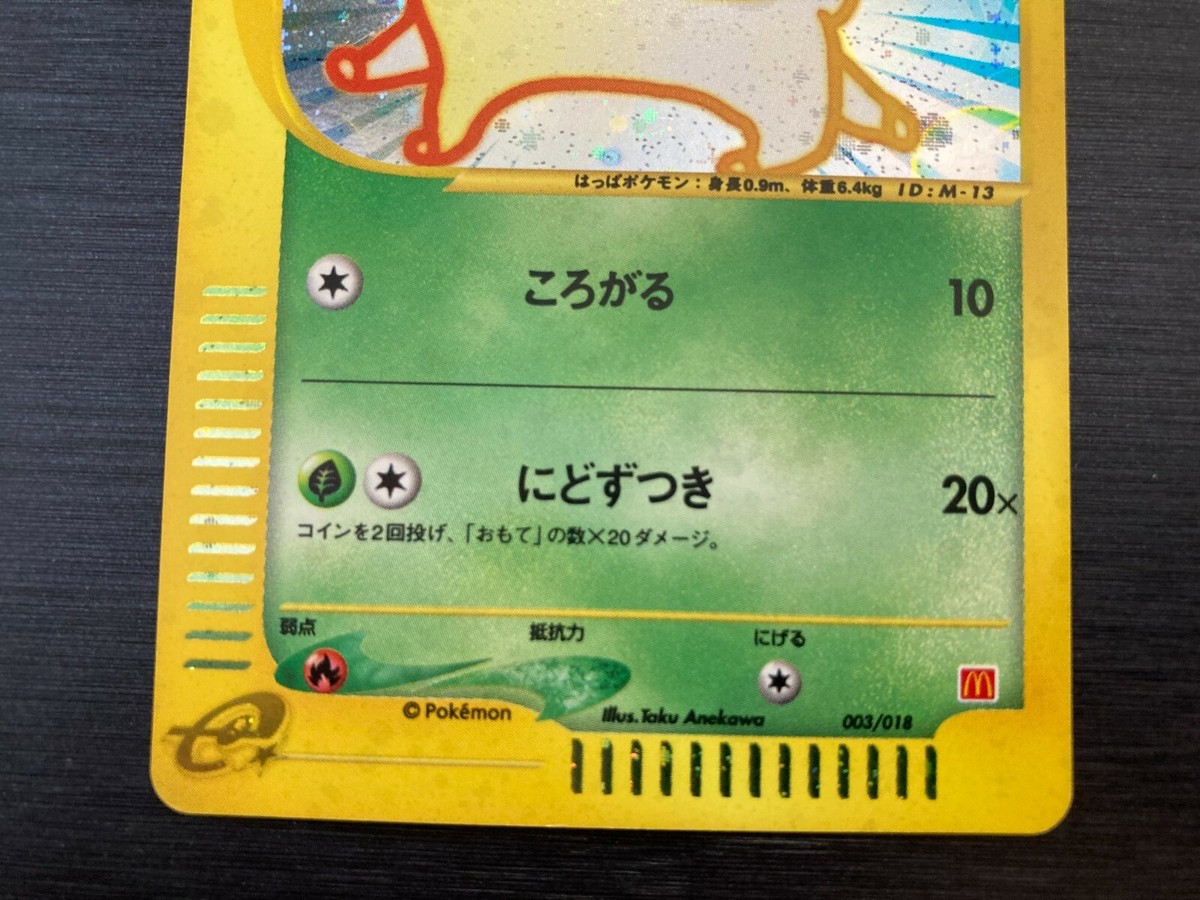 はっぱポケモン：身長0.9m、体重6.4kg ID:M-13
ころがる 10
にどずつき 20×
コインを2回投げ、「おもて」の数×20ダメージ。
弱点 抵抗力 にげる
©Pokémon Illus.Taku Anekawa 003/018